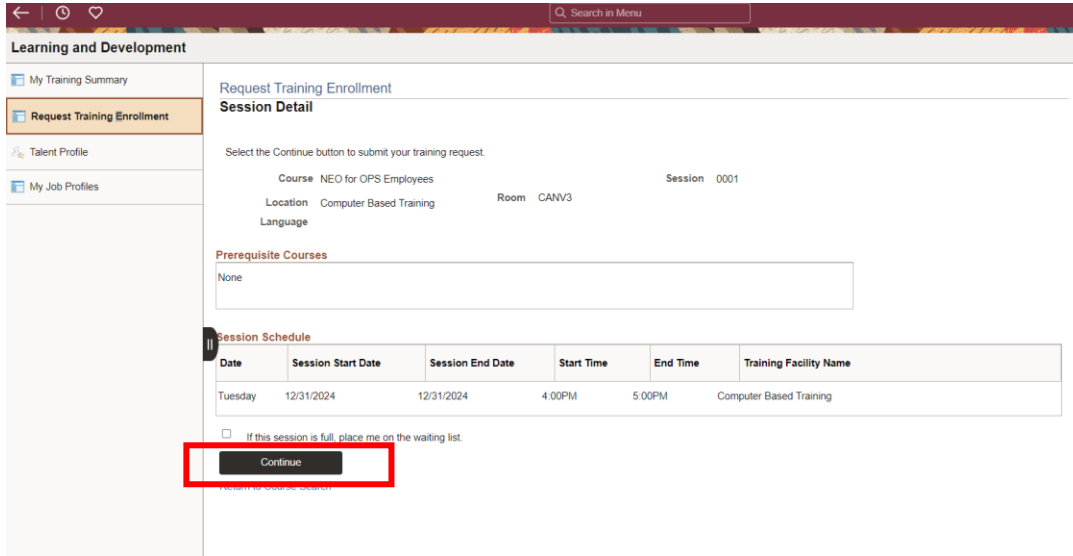 Search in Menu
Learning and Development
My Training Summary
Request Training Enrollment
Talent Profile
My Job Profiles
Request Training Enrollment
Session Detail
Select the Continue button to submit your training request.
Course NEO for OPS Employees Session 0001
Location Computer Based Training Room CANV3
Language
Prerequisite Courses
None
Session Schedule
Date Session Start Date Session End Date Start Time End Time Training Facility Name
Tuesday 12/31/2024 12/31/2024 4:00PM 5:00PM Computer Based Training
If this session is full, place me on the waiting list.
Continue
Return to Course Search